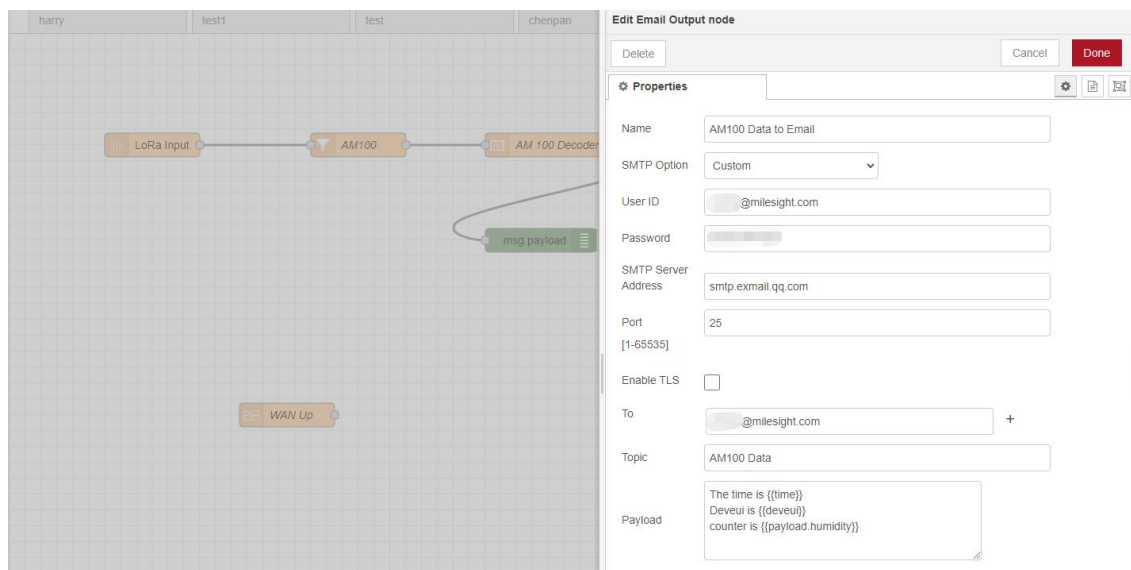 harry
test1
test
chenpan
LoRa Input
AM100
AM 100 Decoder
msg.payload
WAN Up
Edit Email Output node
Delete
Cancel
Done
Properties
Name
AM100 Data to Email
SMTP Option
Custom
User ID
@milesight.com
Password
SMTP Server
Address
smtp.exmail.qq.com
Port
25
[1-65535]
Enable TLS
To
@milesight.com
+
Topic
AM100 Data
Payload
The time is {{time}}
Deveui is {{deveui}}
counter is {{payload.humidity}}